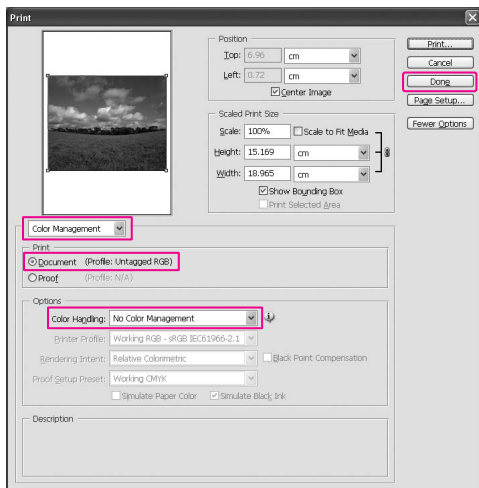 Print
Position
Top: 6.96 cm
Left: 0.72 cm
Center Image
Scaled Print Size
Scale: 100% Scale to Fit Media
Height: 15.169 cm
Width: 18.965 cm
Show Bounding Box
Print Selected Area
Print...
Cancel
Done
Page Setup...
Fewer Options
Color Management
Print
Document (Profile: Untagged RGB)
Proof (Profile: N/A)
Options
Color Handling: No Color Management
Printer Profile: Working RGB - sRGB IEC61966-2.1
Rendering Intent: Relative Colorimetric Black Point Compensation
Proof Setup Preset: Working CMYK
Simulate Paper Color Simulate Black Ink
Description